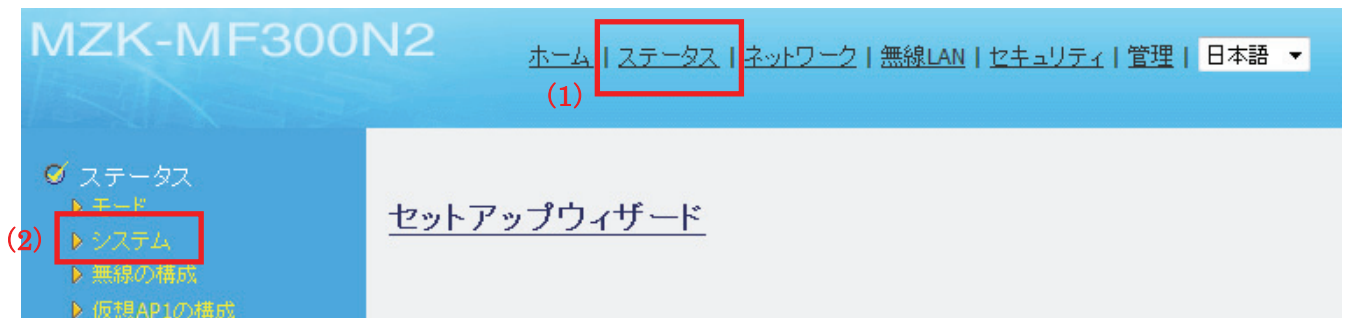 MZK-MF300N2
ホーム | ステータス | ネットワーク | 無線LAN | セキュリティ | 管理 | 日本語
(1)
ステータス
モード
(2) システム
無線の構成
仮想AP1の構成
セットアップウィザード